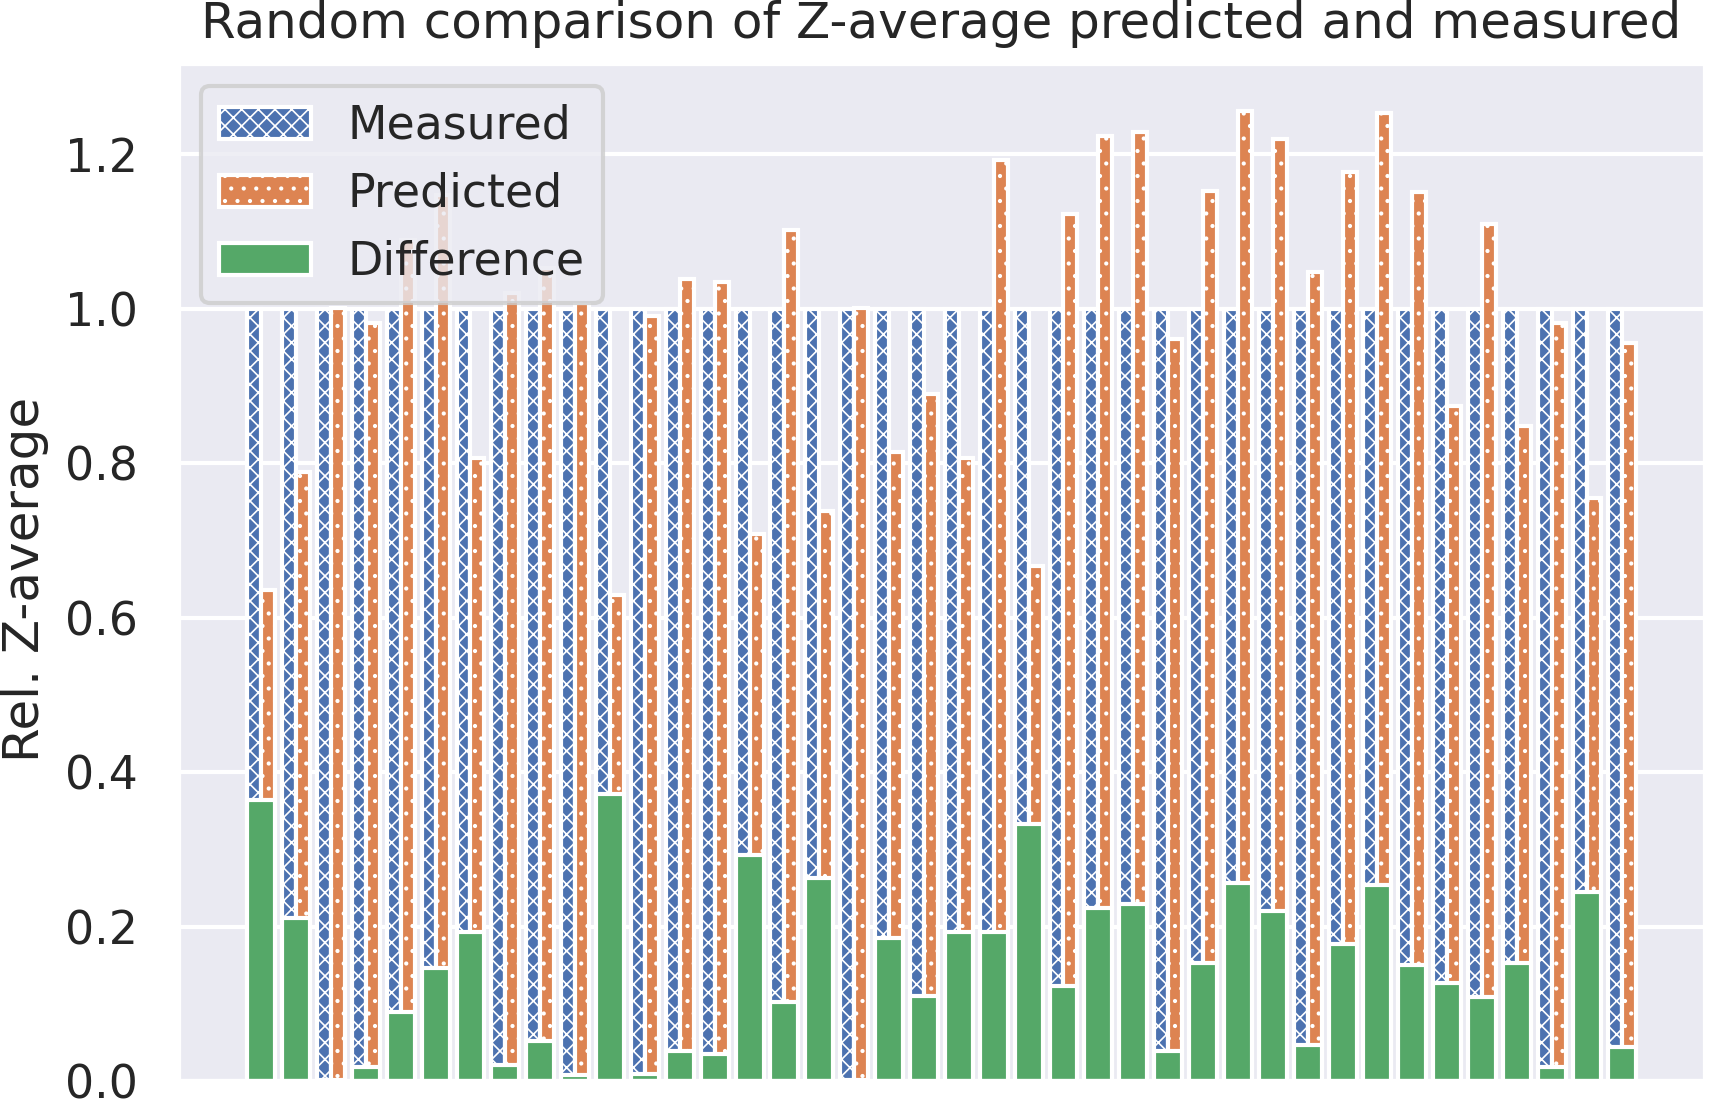 Random comparison of Z-average predicted and measured
Measured
Predicted
Difference
Rel. Z-average
1.2
1.0
0.8
0.6
0.4
0.2
0.0